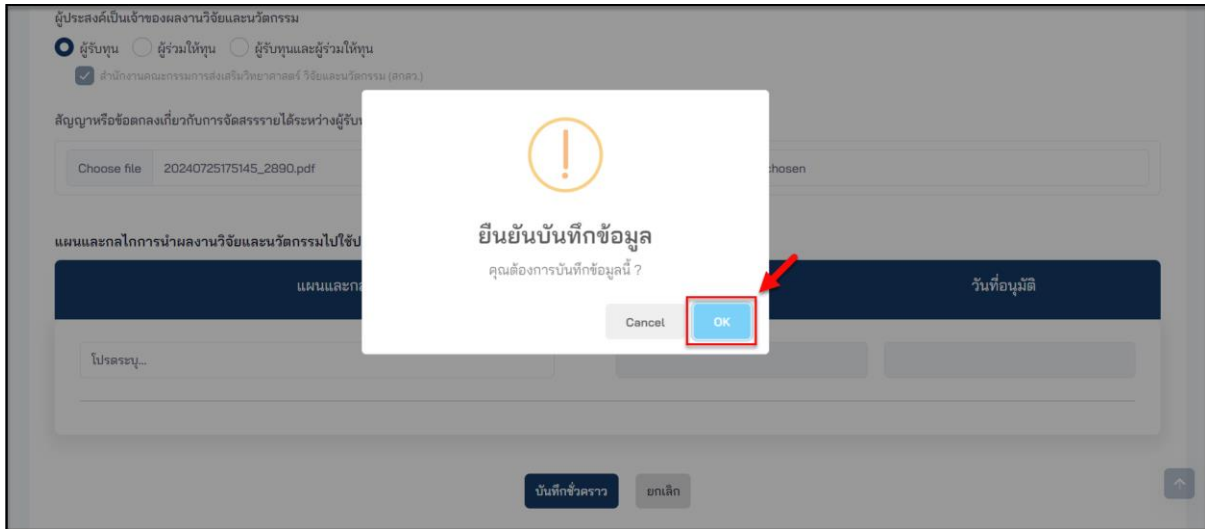 ผู้ประสงค์เป็นเจ้าของผลงานวิจัยและนวัตกรรม
ผู้รับทุน ผู้ร่วมให้ทุน ผู้รับทุนและผู้ร่วมให้ทุน
สำนักงานคณะกรรมการส่งเสริมวิทยาศาสตร์ วิจัยและนวัตกรรม (สกสว.)
สัญญาหรือข้อตกลงเกี่ยวกับการจัดสรรรายได้ระหว่างผู้รับ
Choose file 20240725175145_2890.pdf chosen
ยืนยันบันทึกข้อมูล
คุณต้องการบันทึกข้อมูลนี้ ?
Cancel OK
แผนและกลไกการนำผลงานวิจัยและนวัตกรรมไปใช้ป
แผนและกล วันที่อนุมัติ
โปรดระบุ...
บันทึกชั่วคราว ยกเลิก